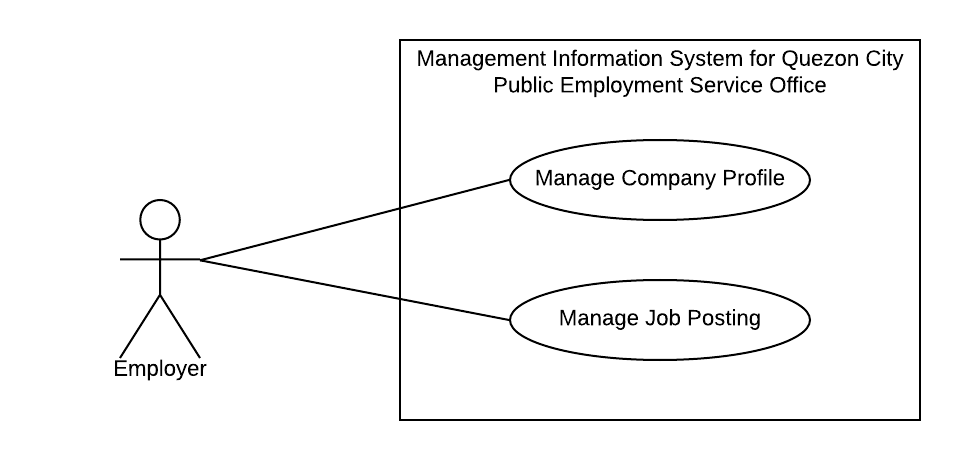 Management Information System for Quezon City
Public Employment Service Office
Manage Company Profile
Manage Job Posting
Employer